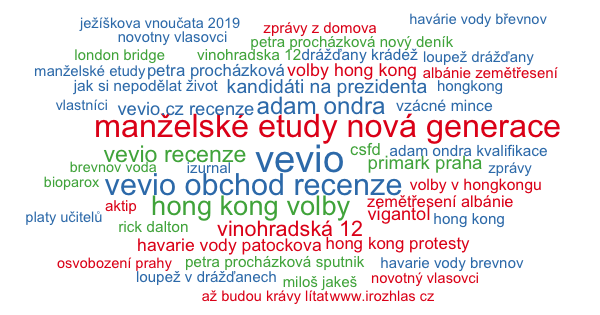 ježíškova vnoučata 2019 zprávy z domova havárie vody břevnov
novotny vlasovci petra procházková nový deník
london bridge vinohradska 12 drážďany krádež loupež drážďany
manželské etudy petra procházková volby hong kong albánie zemětřesení
jak si nepodělat život kandidáti na prezidenta hongkong
vlastníci vevio cz recenze adam ondra vzácné mince
manželské etudy nová generace
vevio recenze vevio csfd adam ondra kvalifikace
brevnov voda izurnal primark praha zprávy
bioparox vevio obchod recenze volby v hongkongu
aktip hong kong volby zemětřesení albánie
platy učitelů rick dalton vinohradská 12 vigantol hong kong
havarie vody patockova hong kong protesty
osvobození prahy petra procházková sputnik havarie vody brevnov
loupež v drážďanech miloš jakeš novotný vlasovci
až budou krávy lítat www.irozhlas cz